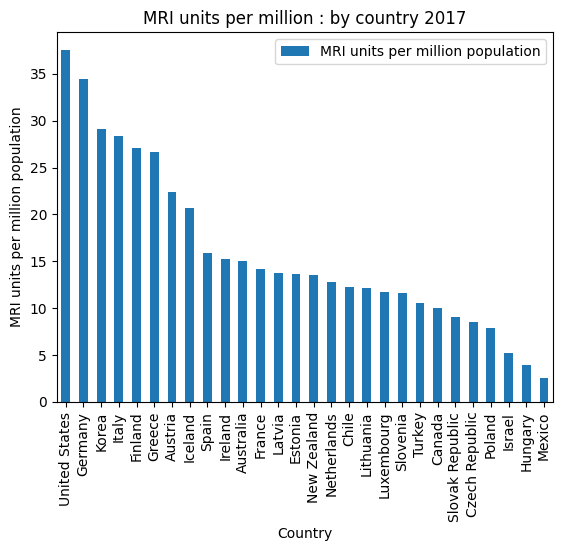 MRI units per million : by country 2017
MRI units per million population
MRI units per million population
35
30
25
20
15
10
5
0
United States
Germany
Korea
Italy
Finland
Greece
Austria
Iceland
Spain
Ireland
Australia
France
Latvia
Estonia
New Zealand
Netherlands
Chile
Lithuania
Luxembourg
Slovenia
Turkey
Canada
Slovak Republic
Czech Republic
Poland
Israel
Hungary
Mexico
Country